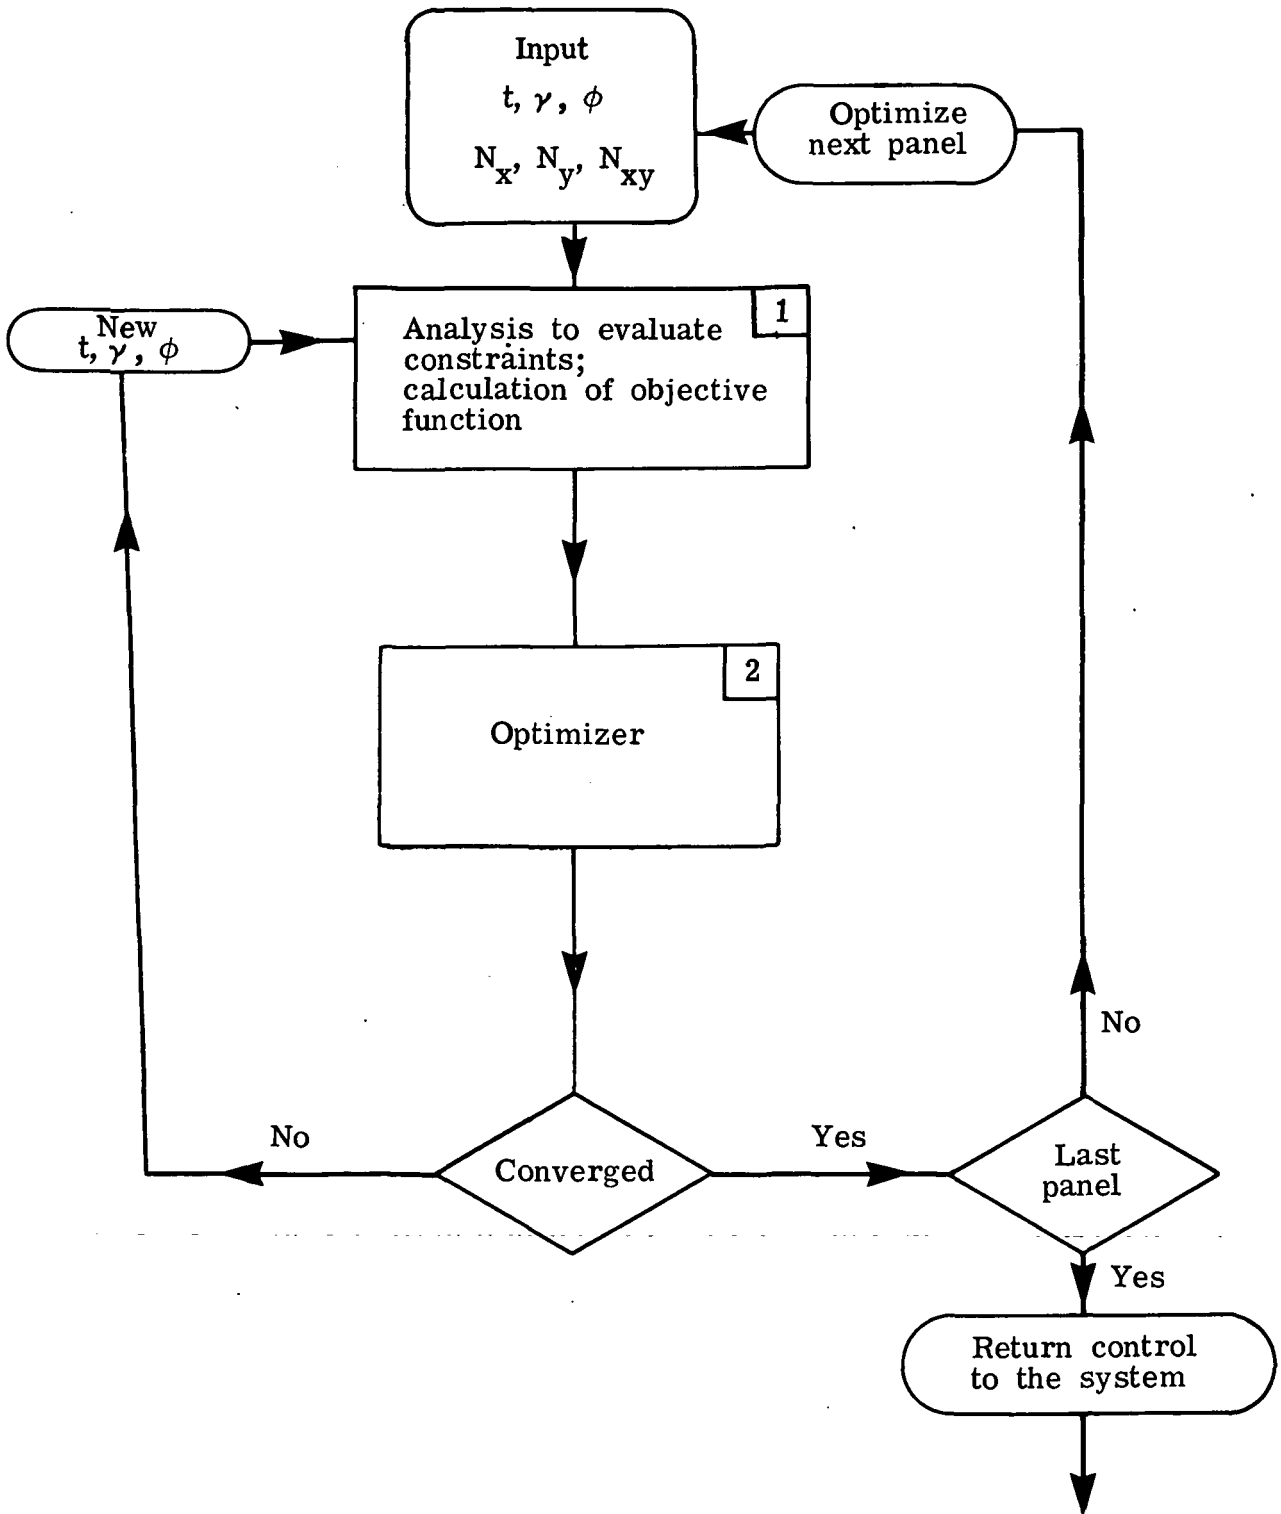 Input
t, γ, ϕ
Nx, Ny, Nxy
Optimize
next panel
1
Analysis to evaluate
constraints;
calculation of objective
function
New
t, γ, ϕ
2
Optimizer
No
No
Converged
Yes
Last
panel
Yes
Return control
to the system